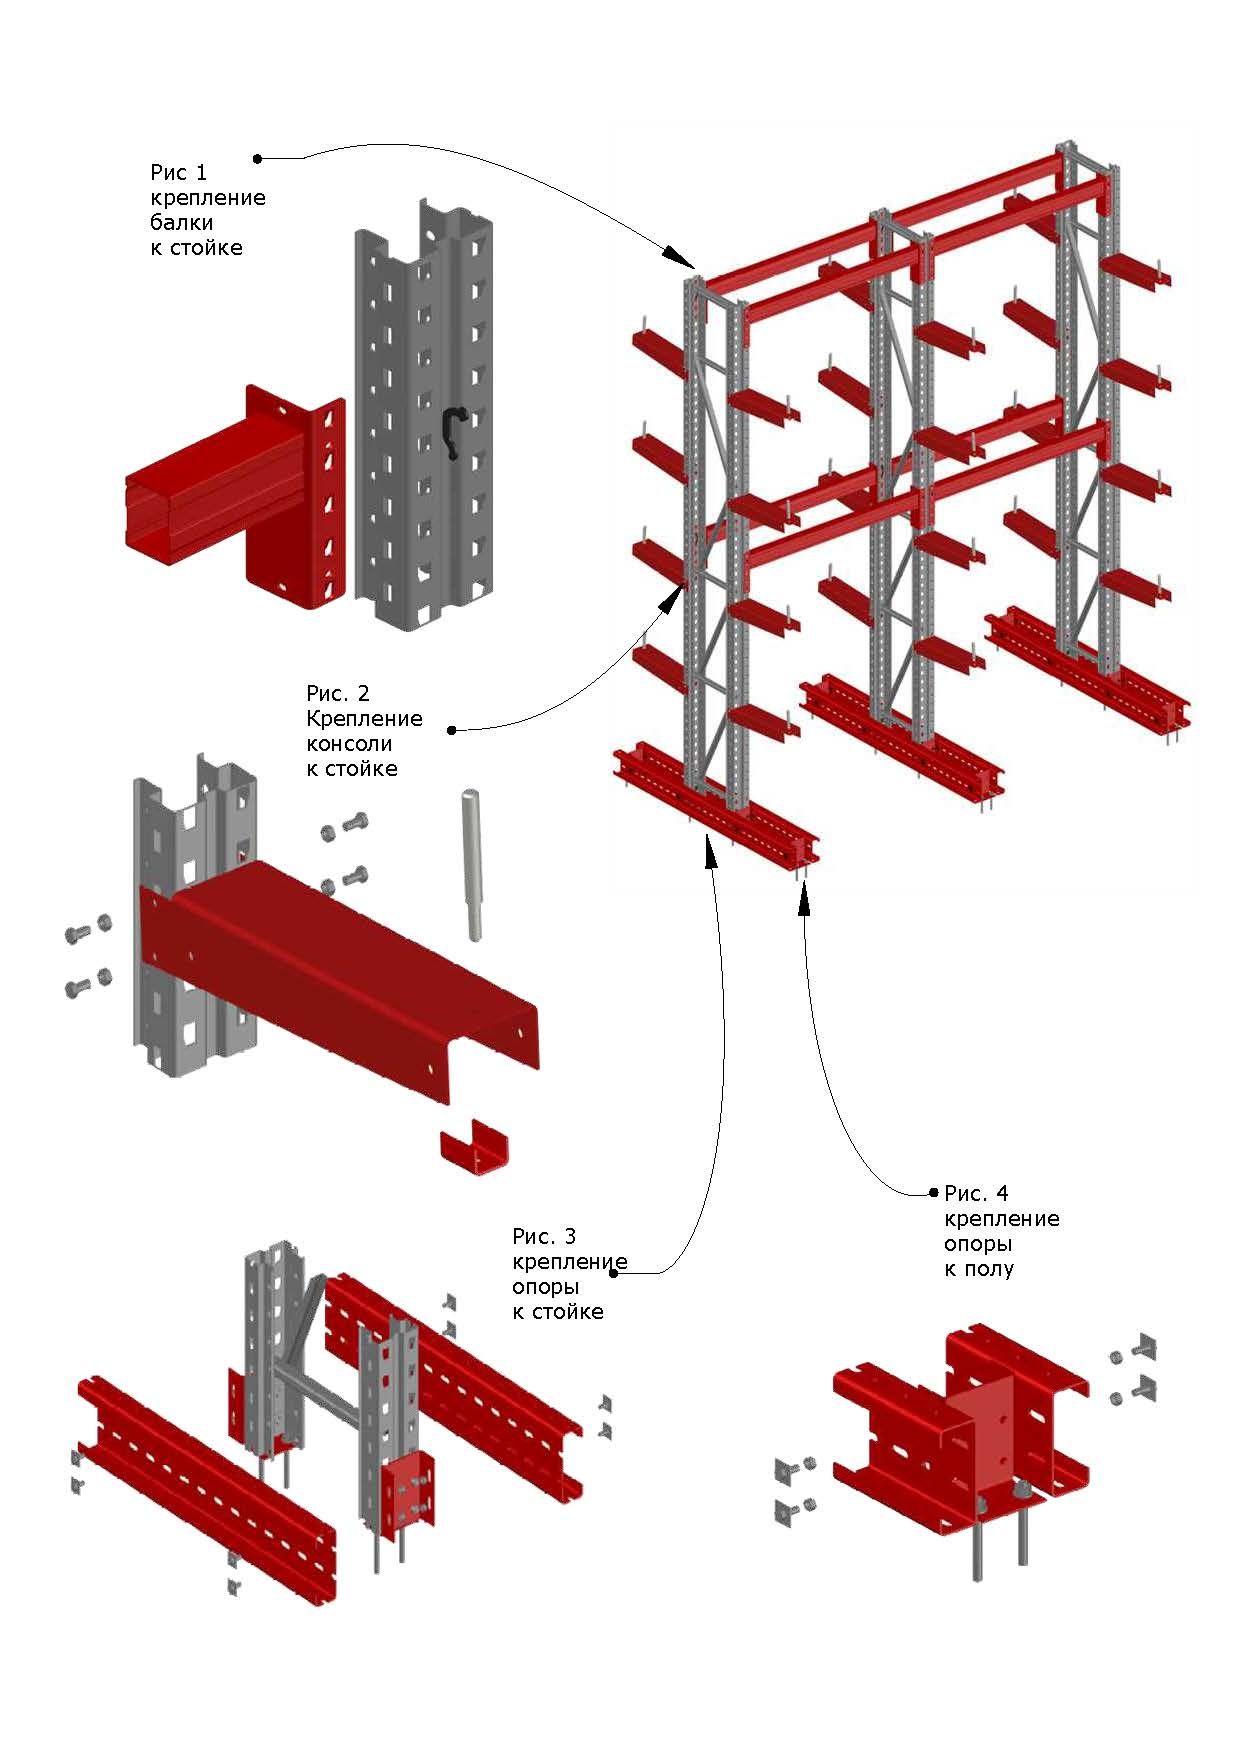 Рис 1
крепление
балки
к стойке
Рис. 2
Крепление
консоли
к стойке
Рис. 3
крепление
опоры
к стойке
Рис. 4
крепление
опоры
к полу